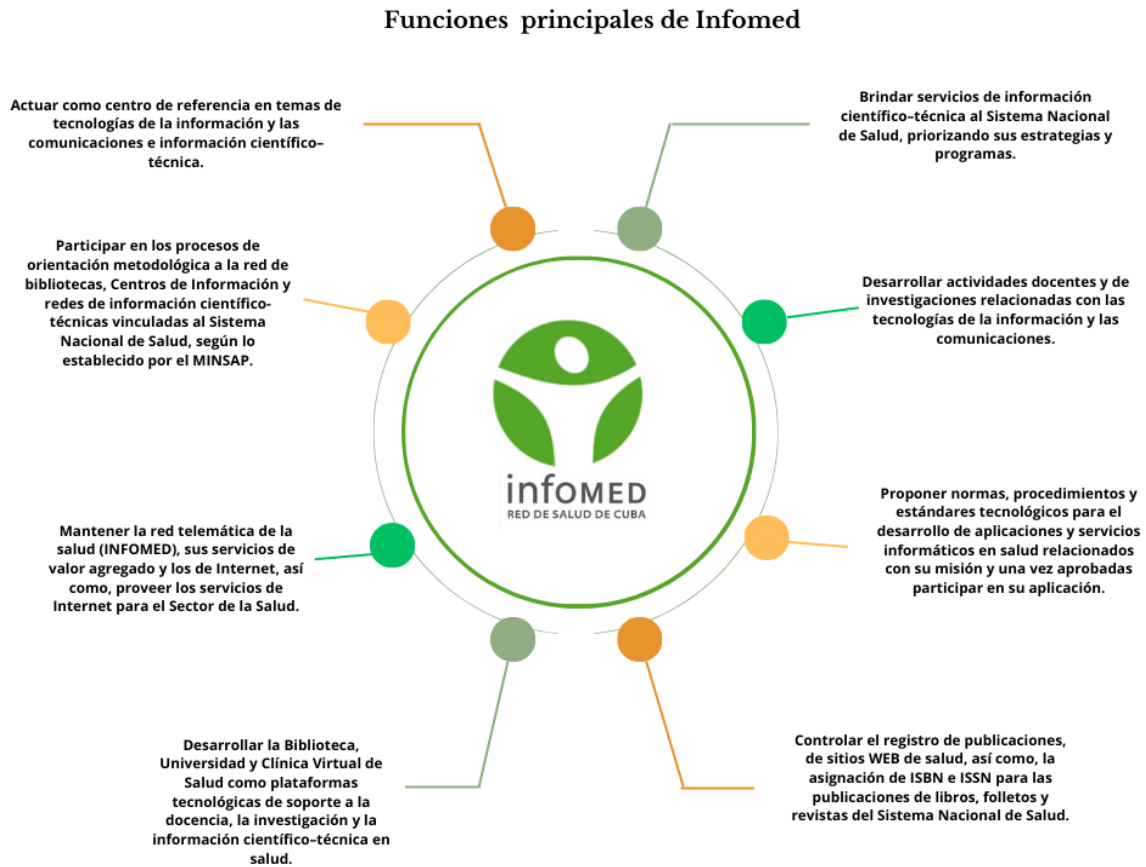 Funciones principales de Infomed
Actuar como centro de referencia en temas de
tecnologías de la información y las
comunicaciones e información científico–
técnica.
Brindar servicios de información
científico–técnica al Sistema Nacional
de Salud, priorizando sus estrategias y
programas.
Participar en los procesos de
orientación metodológica a la red de
bibliotecas, Centros de Información y
redes de información científico-
técnicas vinculadas al Sistema
Nacional de Salud, según lo
establecido por el MINSAP.
Desarrollar actividades docentes y de
investigaciones relacionadas con las
tecnologías de la información y las
comunicaciones.
infOMED
RED DE SALUD DE CUBA
Mantener la red telemática de la
salud (INFOMED), sus servicios de
valor agregado y los de Internet, así
como, proveer los servicios de
Internet para el Sector de la Salud.
Proponer normas, procedimientos y
estándares tecnológicos para el
desarrollo de aplicaciones y servicios
informáticos en salud relacionados
con su misión y una vez aprobadas
participar en su aplicación.
Desarrollar la Biblioteca,
Universidad y Clínica Virtual de
Salud como plataformas
tecnológicas de soporte a la
docencia, la investigación y la
información científico–técnica en
salud.
Controlar el registro de publicaciones,
de sitios WEB de salud, así como, la
asignación de ISBN e ISSN para las
publicaciones de libros, folletos y
revistas del Sistema Nacional de Salud.